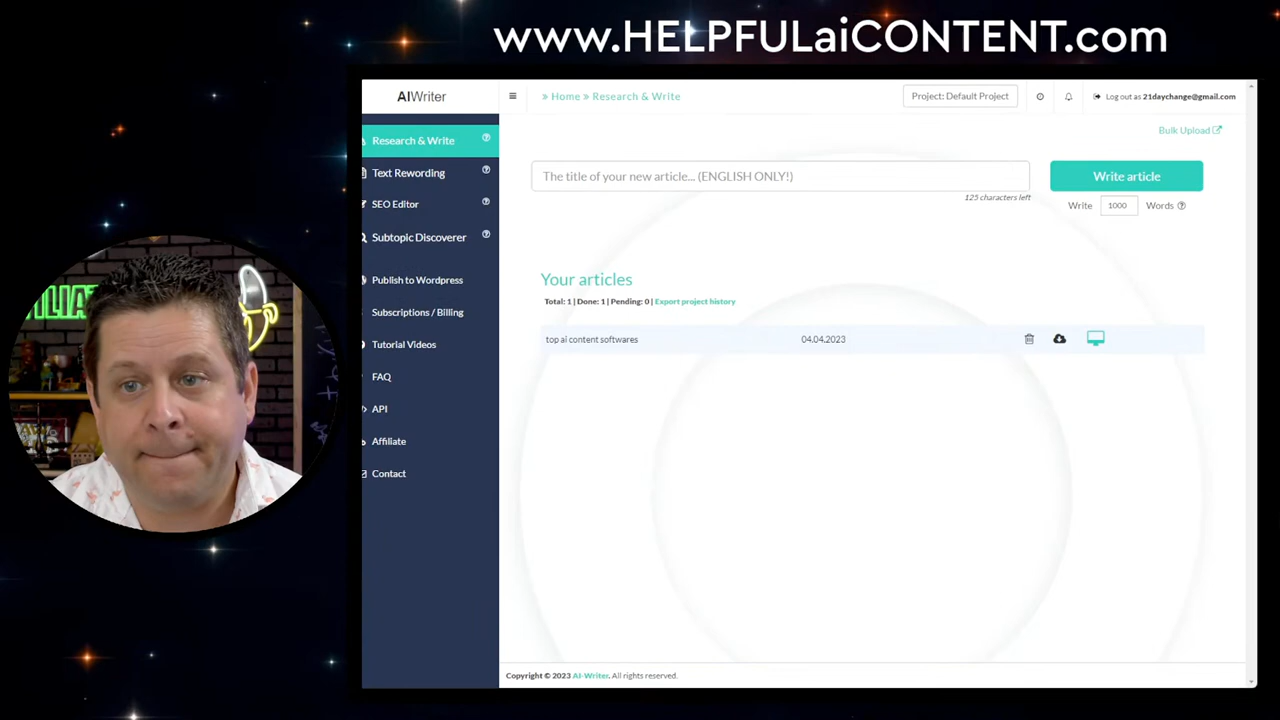 www.HELPFULaiCONTENT.com
AIWriter
» Home » Research & Write
Project: Default Project
Log out as 21daychange@gmail.com
Bulk Upload
Research & Write
Text Rewording
SEO Editor
Subtopic Discoverer
Publish to Wordpress
Subscriptions / Billing
Tutorial Videos
FAQ
API
Affiliate
Contact
The title of your new article... (ENGLISH ONLY!)
Write article
125 characters left
Write 1000 Words
Your articles
Total: 1 | Done: 1 | Pending: 0 | Export project history
top ai content softwares 04.04.2023
Copyright © 2023 AI-Writer. All rights reserved.